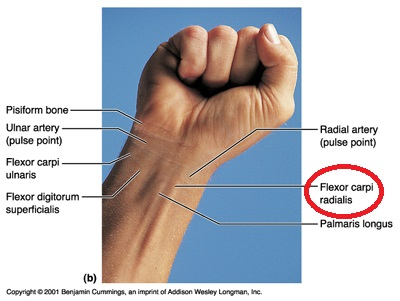 Pisiform bone
Ulnar artery
(pulse point)
Flexor carpi
ulnaris
Flexor digitorum
superficialis
Radial artery
(pulse point)
Flexor carpi
radialis
Palmaris longus
(b)
Copyright © 2001 Benjamin Cummings, an imprint of Addison Wesley Longman, Inc.